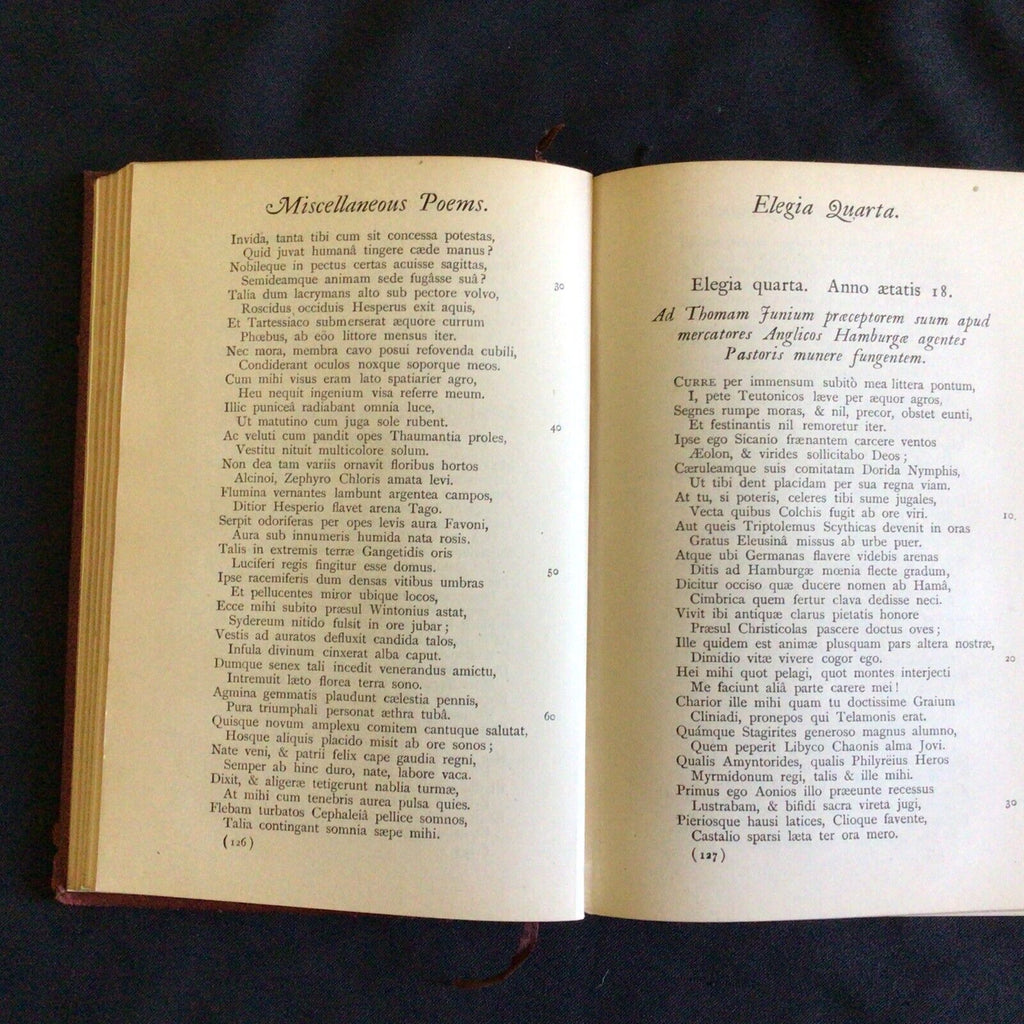 Miscellaneous Poems.
Invida, tanta tibi cum sit concessa potestas,
Quid juvat humanâ tingere cæde manus?
Nobileque in pectus certas acuisse sagittas,
Semideamque animam sede fugâsse suâ?
30
Talia dum lacrymans alto sub pectore volvo,
Roscidus occiduis Hesperus exit aquis,
Et Tartessiaco submerserat æquore currum
Phœbus, ab eöo littore mensus iter.
Nec mora, membra cavo posui refovenda cubili,
Condiderant oculos noxque soporque meos.
Cum mihi visus eram lato spatiarier agro,
Heu nequit ingenium visa referre meum.
Illic puniceâ radiabant omnia luce,
Ut matutino cum juga sole rubent.
40
Ac veluti cum pandit opes Thaumantia proles,
Vestitu nituit multicolore solum.
Non dea tam variis ornavit floribus hortos
Alcinoi, Zephyro Chloris amata levi.
Flumina vernantes lambunt argentea campos,
Ditior Hesperio flavet arena Tago.
Serpit odoriferas per opes levis aura Favoni,
Aura sub innumeris humida nata rosis.
Talis in extremis terræ Gangetidis oris
Luciferi regis fingitur esse domus.
50
Ipse racemiferis dum densas vitibus umbras
Et pellucentes miror ubique locos,
Ecce mihi subito præsul Wintonius astat,
Sydereum nitido fulsit in ore jubar;
Vestis ad auratos defluxit candida talos,
Infula divinum cinxerat alba caput.
Dumque senex tali incedit venerandus amictu,
Intremuit læto florea terra sono.
Agmina gemmatis plaudunt cælestia pennis,
Pura triumphali personat æthra tubâ.
60
Quisque novum amplexu comitem cantuque salutat,
Hosque aliquis placido misit ab ore sonos;
Nate veni, & patrii felix cape gaudia regni,
Semper ab hinc duro, nate, labore vaca.
Dixit, & aligeræ tetigerunt nablia turmæ,
At mihi cum tenebris aurea pulsa quies.
Flebam turbatos Cephaleiâ pellice somnos,
Talia contingant somnia sæpe mihi.
(126)
Elegia Quarta.
Elegia quarta. Anno ætatis 18.
Ad Thomam Junium præceptorem suum apud
mercatores Anglicos Hamburgæ agentes
Pastoris munere fungentem.
CURRE per immensum subitò mea littera pontum,
I, pete Teutonicos læve per æquor agros,
Segnes rumpe moras, & nil, precor, obstet eunti,
Et festinantis nil remoretur iter.
Ipse ego Sicanio frænantem carcere ventos
Æolon, & virides sollicitabo Deos;
Cæruleamque suis comitatam Dorida Nymphis,
Ut tibi dent placidam per sua regna viam.
At tu, si poteris, celeres tibi sume jugales,
Vecta quibus Colchis fugit ab ore viri.
10
Aut queis Triptolemus Scythicas devenit in oras
Gratus Eleusinâ missus ab urbe puer.
Atque ubi Germanas flavere videbis arenas
Ditis ad Hamburgæ mœnia flecte gradum,
Dicitur occiso quæ ducere nomen ab Hamâ,
Cimbrica quem fertur clava dedisse neci.
Vivit ibi antiquæ clarus pietatis honore
Præsul Christicolas pascere doctus oves;
Ille quidem est animæ plusquam pars altera nostræ,
Dimidio vitæ vivere cogor ego.
20
Hei mihi quot pelagi, quot montes interjecti
Me faciunt aliâ parte carere mei!
Charior ille mihi quam tu doctissime Graium
Cliniadi, pronepos qui Telamonis erat.
Quámque Stagirites generoso magnus alumno,
Quem peperit Libyco Chaonis alma Jovi.
Qualis Amyntorides, qualis Philyrëius Heros
Myrmidonum regi, talis & ille mihi.
Primus ego Aonios illo præeunte recessus
Lustrabam, & bifidi sacra vireta jugi,
30
Pieriosque hausi latices, Clioque favente,
Castalio sparsi læta ter ora mero.
(127)